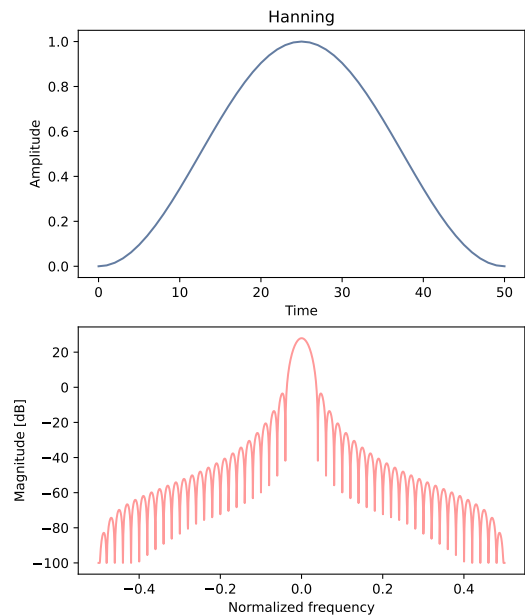 Hanning
1.0
0.8
0.6
0.4
0.2
0.0
Amplitude
0 10 20 30 40 50
Time
20
0
−20
−40
−60
−80
−100
Magnitude [dB]
−0.4 −0.2 0.0 0.2 0.4
Normalized frequency